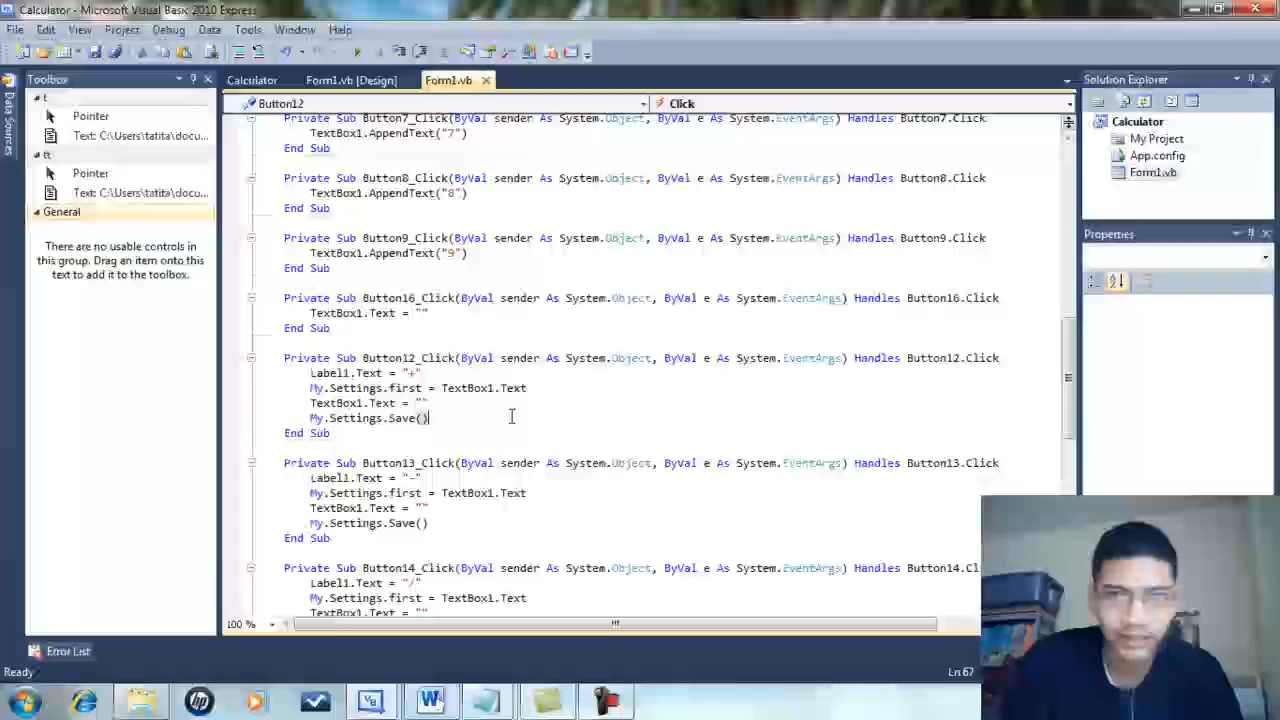 Calculator - Microsoft Visual Basic 2010 Express
File Edit View Project Debug Data Tools Window Help
Toolbox
Calculator Form1.vb [Design] Form1.vb
Solution Explorer
Data Sources
t
Pointer
Text: C:\Users\tatita\docu...
tt
Pointer
Text: C:\Users\tatita\docu...
General
There are no usable controls in
this group. Drag an item onto this
text to add it to the toolbox.
Button12 Click
Private Sub Button7_Click(ByVal sender As System.Object, ByVal e As System.EventArgs) Handles Button7.Click
TextBox1.AppendText("7")
End Sub
Private Sub Button8_Click(ByVal sender As System.Object, ByVal e As System.EventArgs) Handles Button8.Click
TextBox1.AppendText("8")
End Sub
Private Sub Button9_Click(ByVal sender As System.Object, ByVal e As System.EventArgs) Handles Button9.Click
TextBox1.AppendText("9")
End Sub
Private Sub Button16_Click(ByVal sender As System.Object, ByVal e As System.EventArgs) Handles Button16.Click
TextBox1.Text = ""
End Sub
Private Sub Button12_Click(ByVal sender As System.Object, ByVal e As System.EventArgs) Handles Button12.Click
Label1.Text = "+"
My.Settings.first = TextBox1.Text
TextBox1.Text = ""
My.Settings.Save()
End Sub
Private Sub Button13_Click(ByVal sender As System.Object, ByVal e As System.EventArgs) Handles Button13.Click
Label1.Text = "-"
My.Settings.first = TextBox1.Text
TextBox1.Text = ""
My.Settings.Save()
End Sub
Private Sub Button14_Click(ByVal sender As System.Object, ByVal e As System.EventArgs) Handles Button14.Cl
Label1.Text = "/"
My.Settings.first = TextBox1.Text
TextBox1.Text = ""
100 %
Calculator
My Project
App.config
Form1.vb
Properties
Error List
Ready
Ln 67